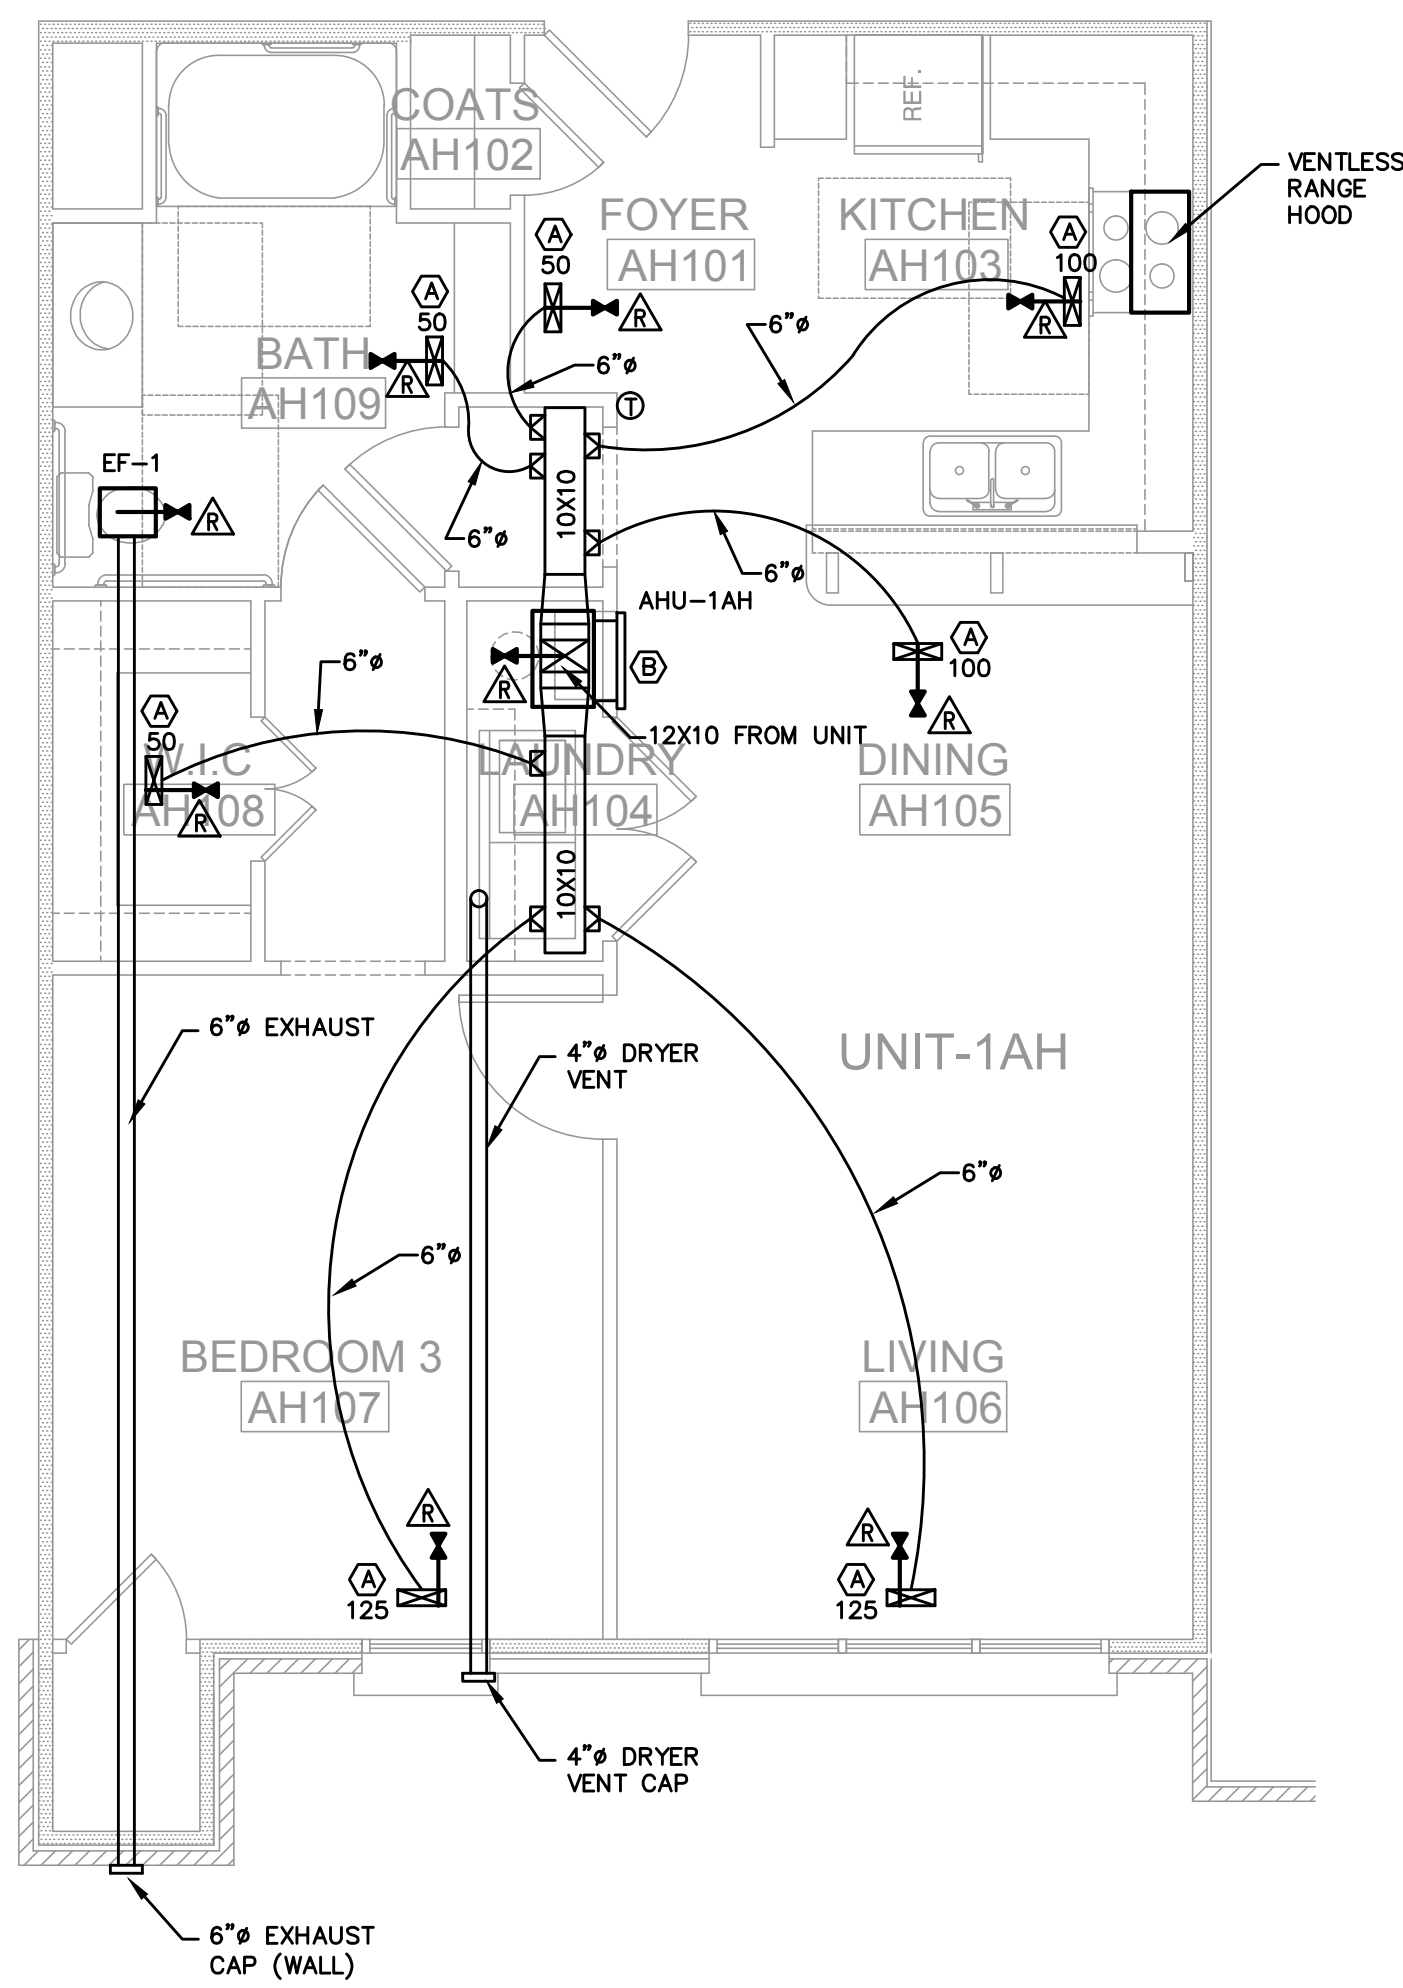 COATS
AH102
REF.
VENTLESS
RANGE
HOOD
FOYER
AH101
KITCHEN
AH103
A
50
R
A
100
R
A
50
R
BATH
AH109
6"ø
6"ø
T
EF-1
R
6"ø
10X10
6"ø
AHU-1AH
R
B
A
100
R
6"ø
A
50
R
W.I.C
AH108
12X10 FROM UNIT
LAUNDRY
AH104
DINING
AH105
10X10
6"ø EXHAUST
4"ø DRYER
VENT
UNIT-1AH
6"ø
6"ø
BEDROOM 3
AH107
LIVING
AH106
R
A
125
R
A
125
4"ø DRYER
VENT CAP
6"ø EXHAUST
CAP (WALL)